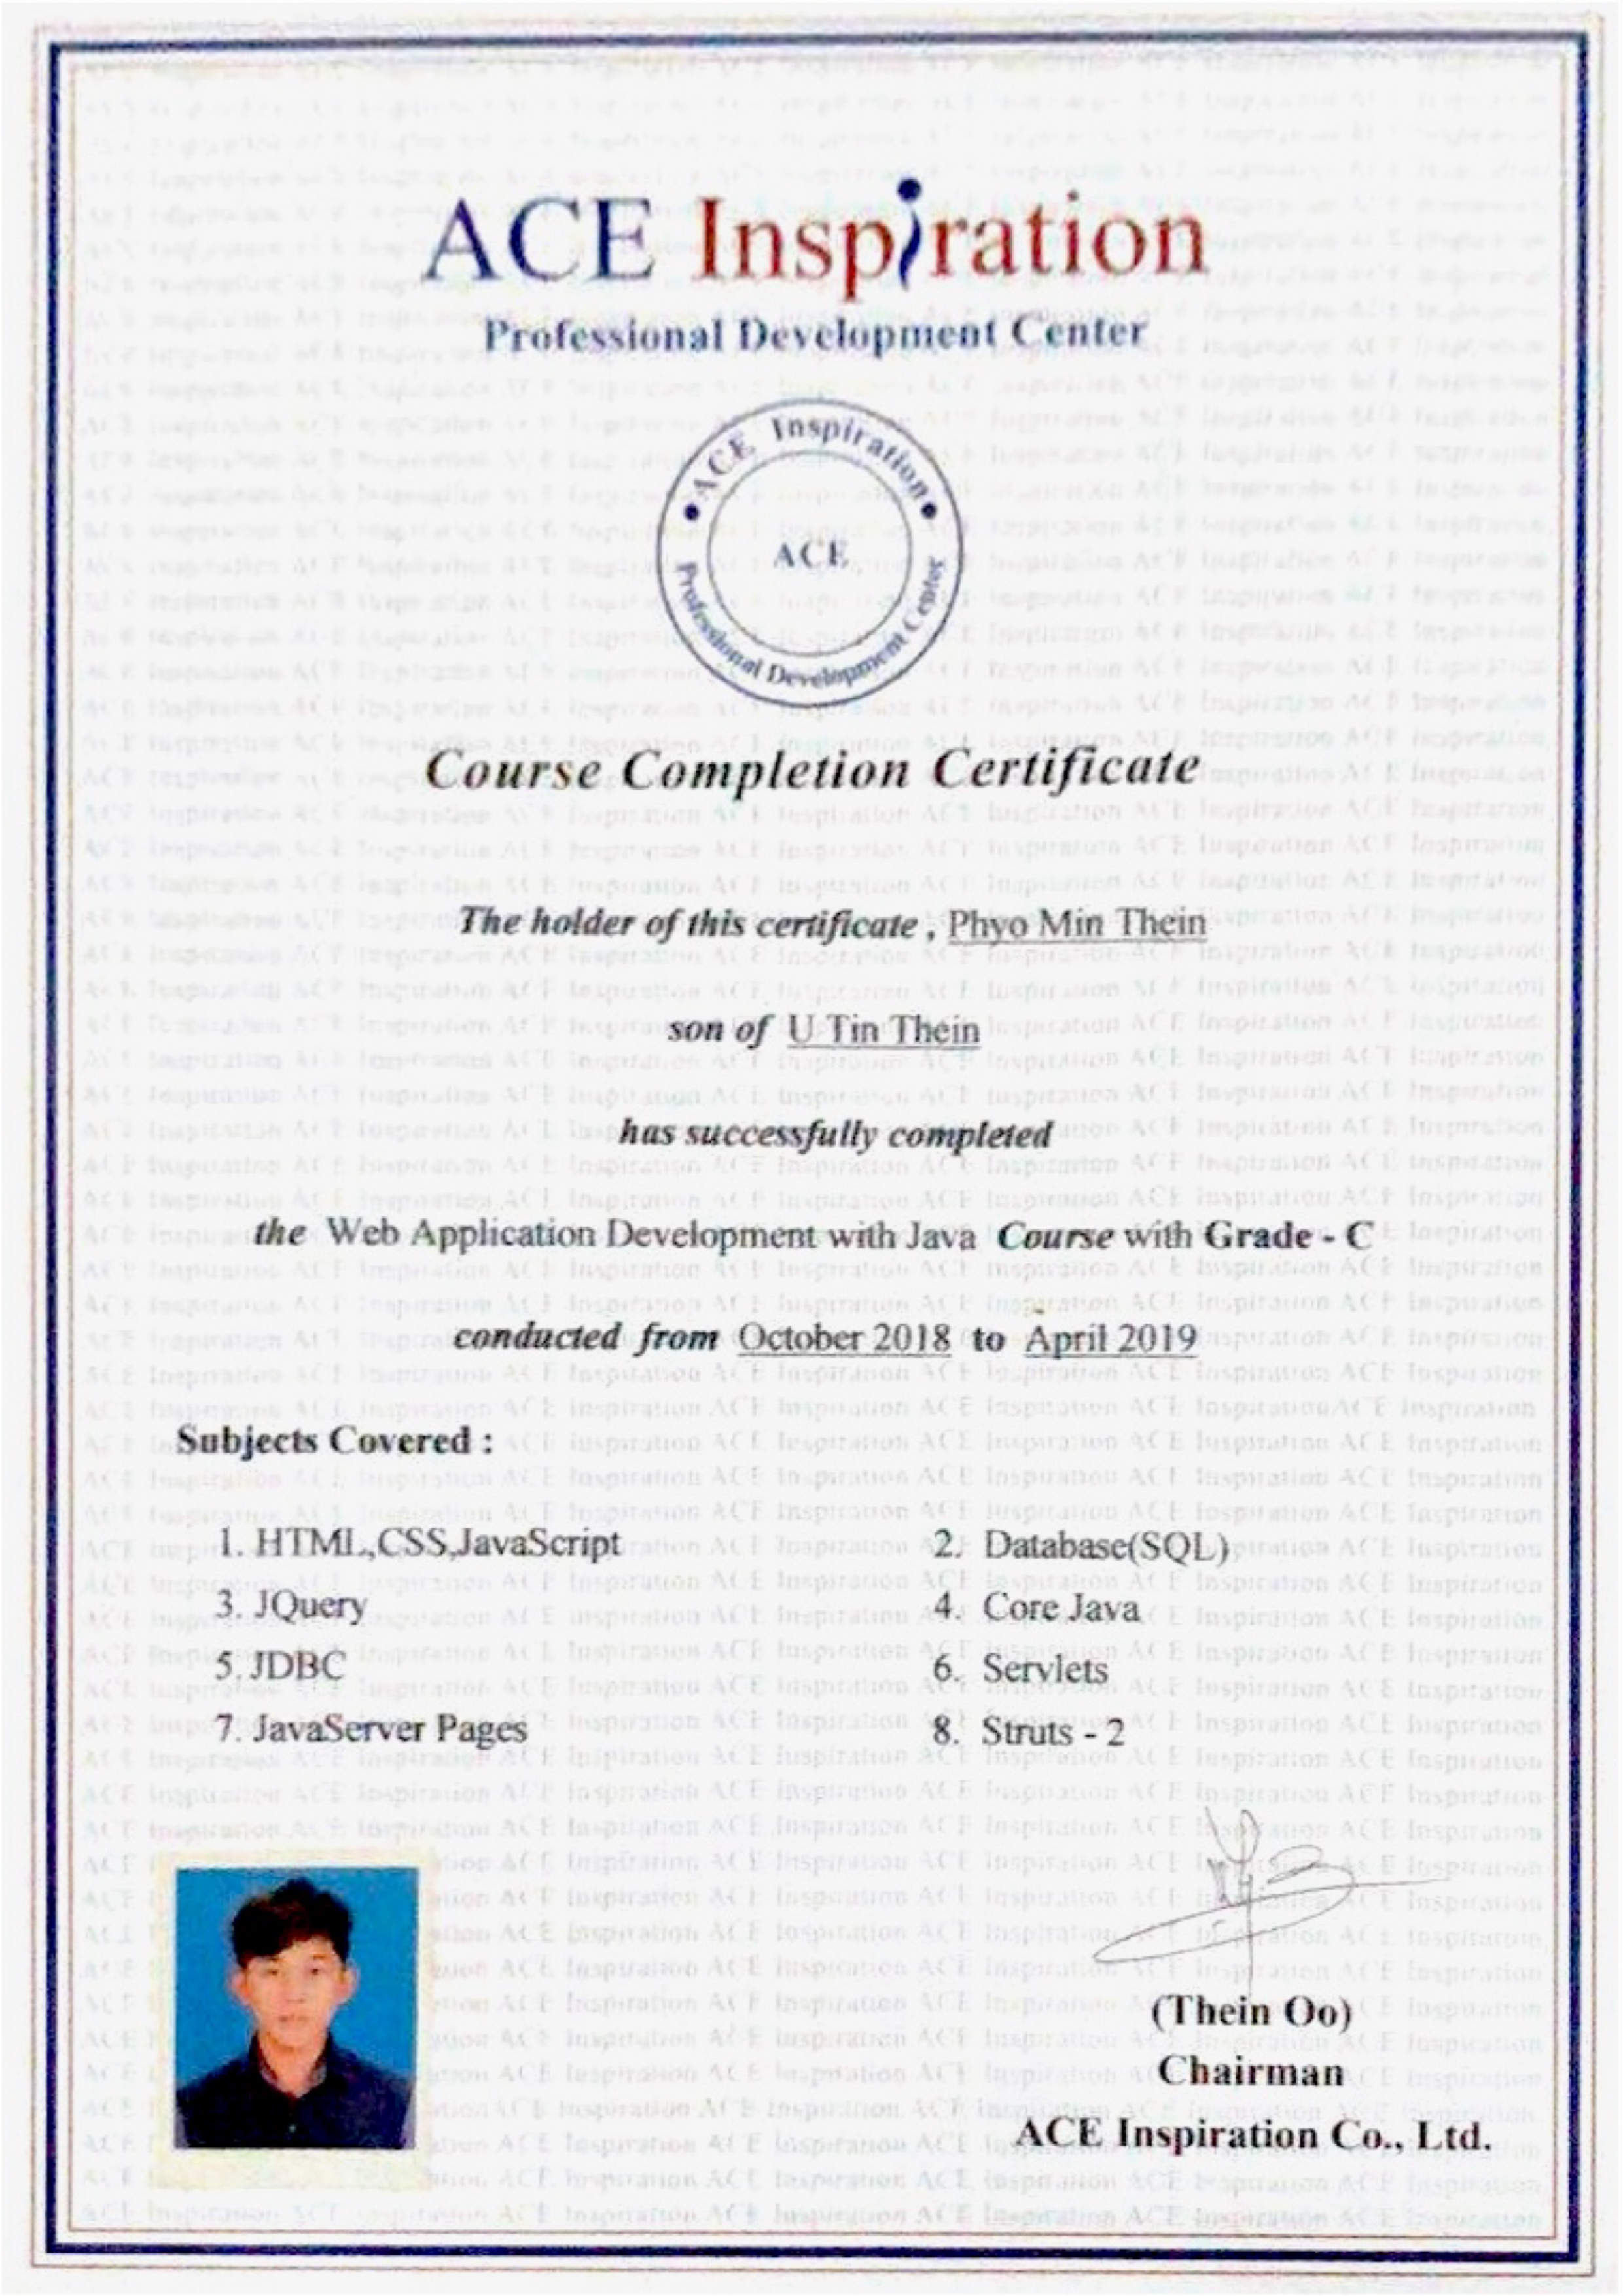 ACE Inspiration
Professional Development Center
ACE Inspiration
ACE
Professional Development Center
Course Completion Certificate
The holder of this certificate , Phyo Min Thein
son of U Tin Thein
has successfully completed
the Web Application Development with Java Course with Grade - C
conducted from October 2018 to April 2019
Subjects Covered :
1. HTML,CSS,JavaScript
2. Database(SQL)
3. JQuery
4. Core Java
5. JDBC
6. Servlets
7. JavaServer Pages
8. Struts - 2
(Thein Oo)
Chairman
ACE Inspiration Co., Ltd.